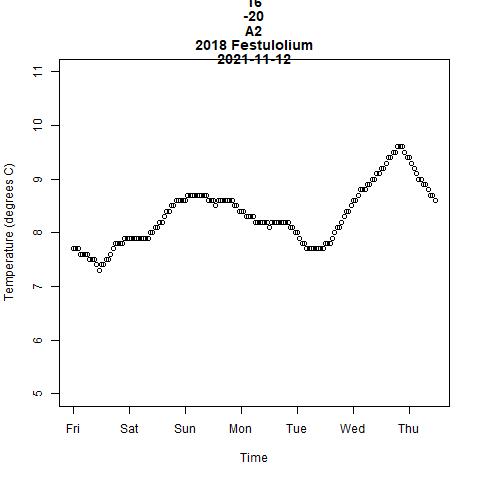 16
-20
A2
2018 Festulolium
2021-11-12
11
10
9
8
7
6
5
Temperature (degrees C)
Fri Sat Sun Mon Tue Wed Thu
Time